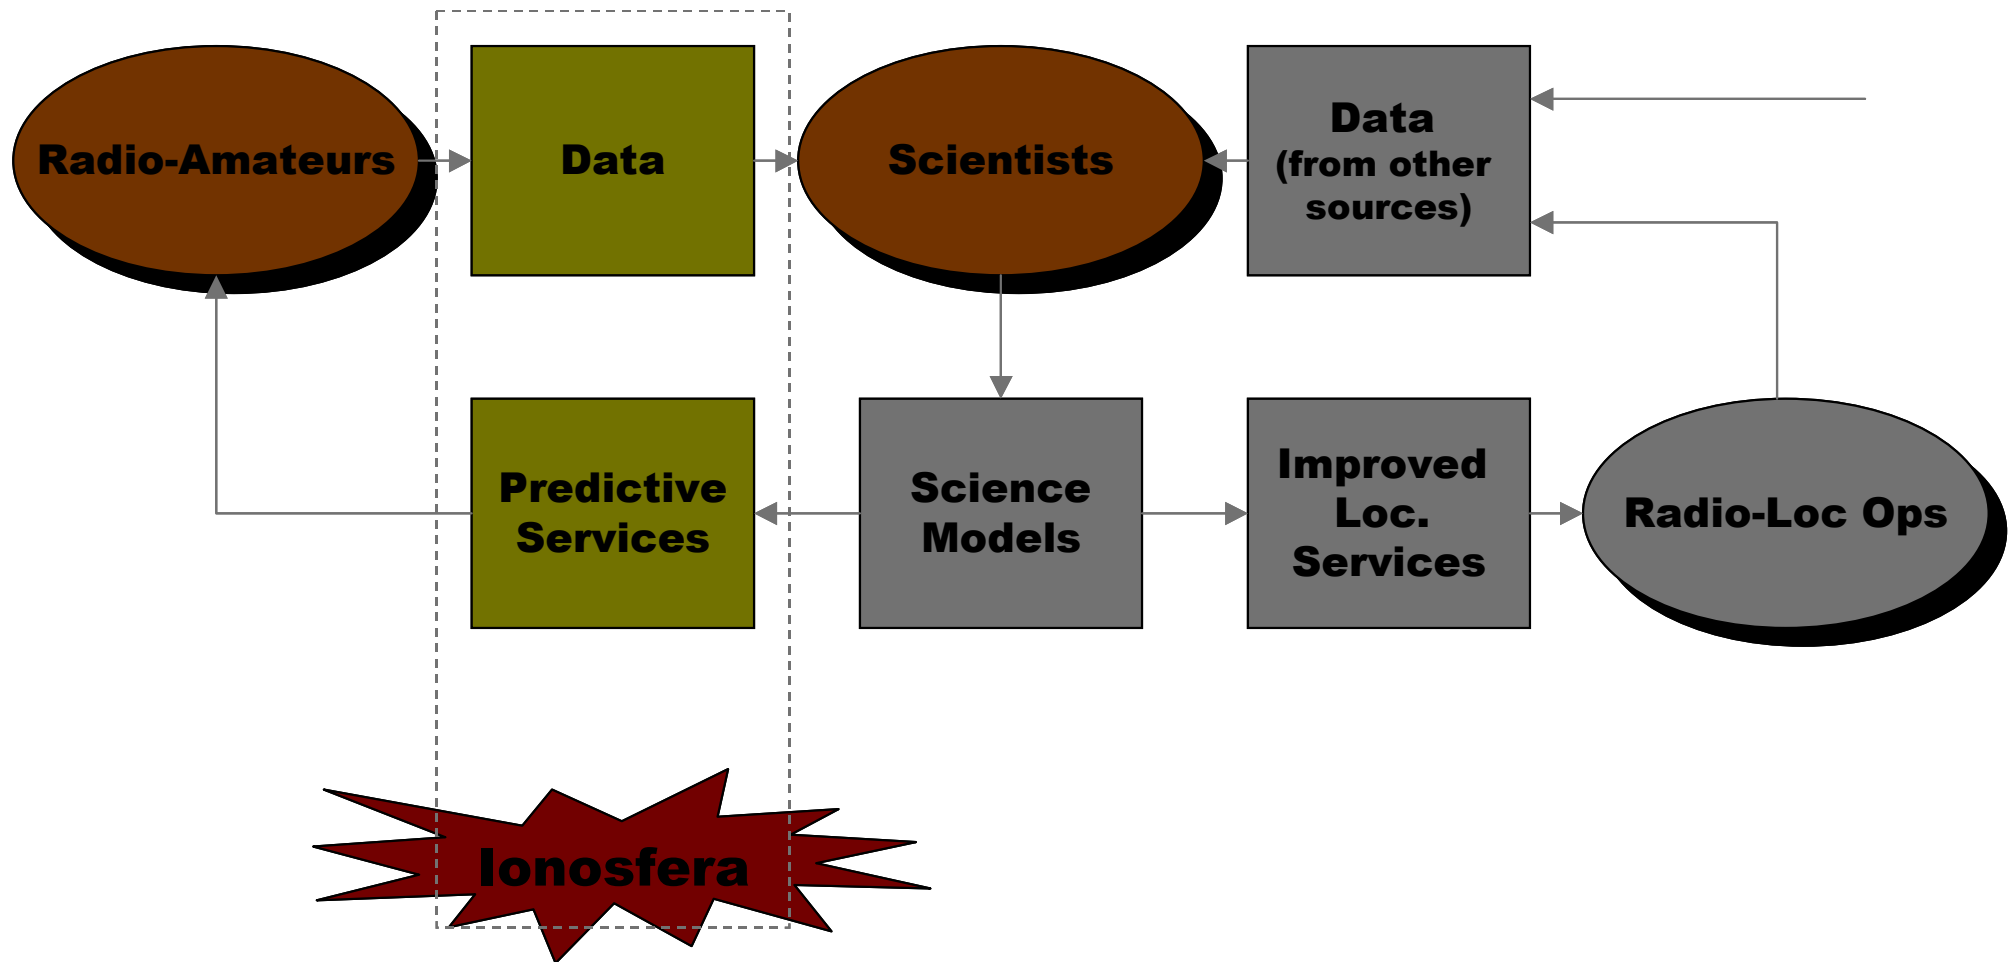 Radio-Amateurs
Data
Scientists
Data
(from other
sources)
Predictive
Services
Science
Models
Improved
Loc.
Services
Radio-Loc Ops
Ionosfera